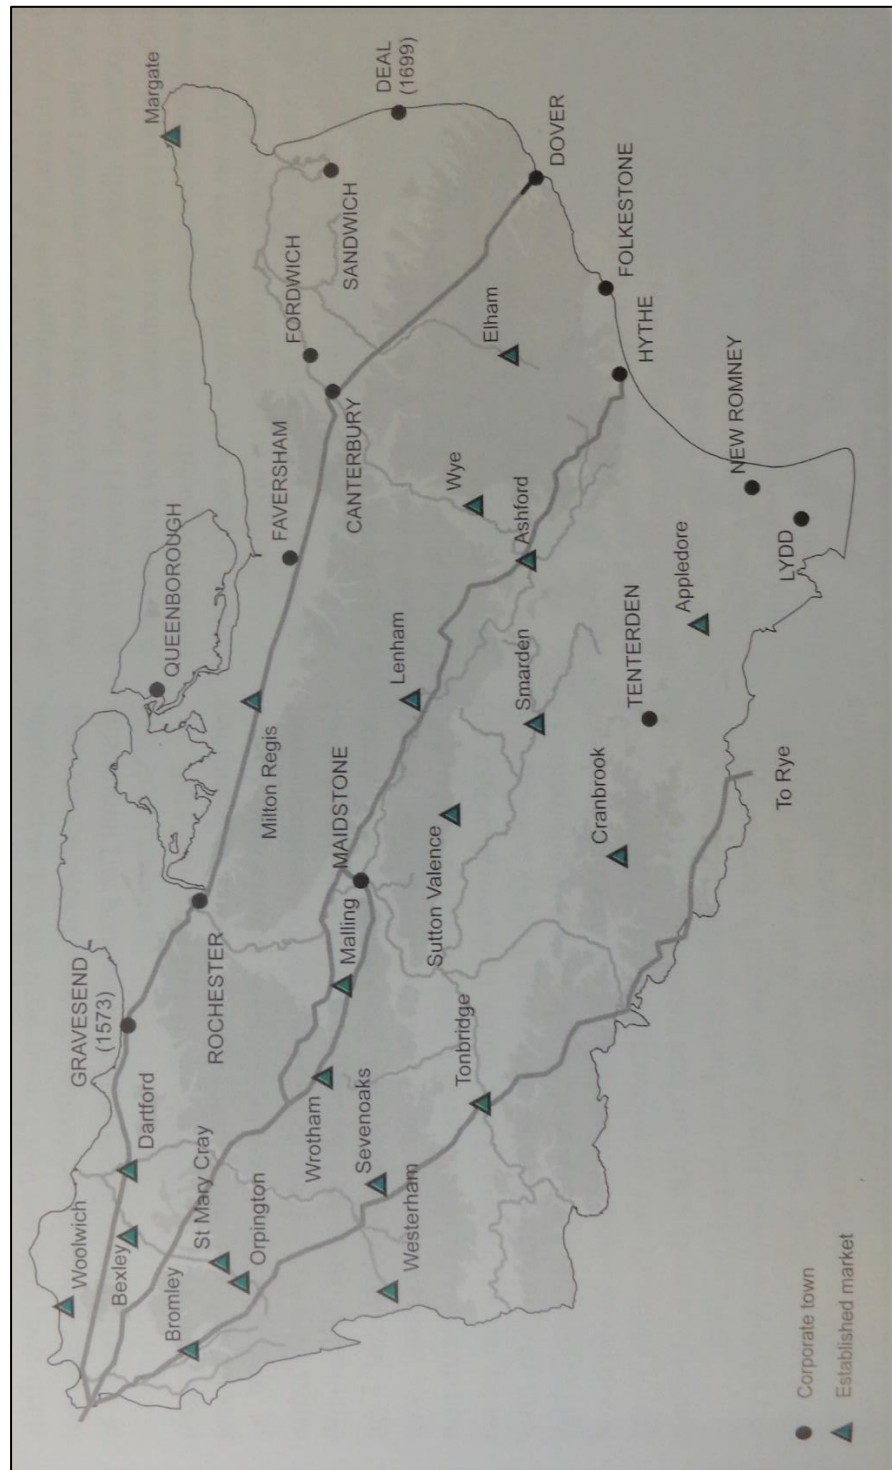 Margate
DEAL
(1699)
SANDWICH
FORDWICH
DOVER
FOLKESTONE
HYTHE
Elham
CANTERBURY
FAVERSHAM
QUEENBOROUGH
Wye
Ashford
NEW ROMNEY
LYDD
Appledore
TENTERDEN
Smarden
Lenham
Milton Regis
MAIDSTONE
Sutton Valence
Cranbrook
To Rye
Malling
ROCHESTER
GRAVESEND
(1573)
Wrotham
Tonbridge
Sevenoaks
Dartford
St Mary Cray
Orpington
Westerham
Woolwich
Bexley
Bromley
Corporate town
Established market